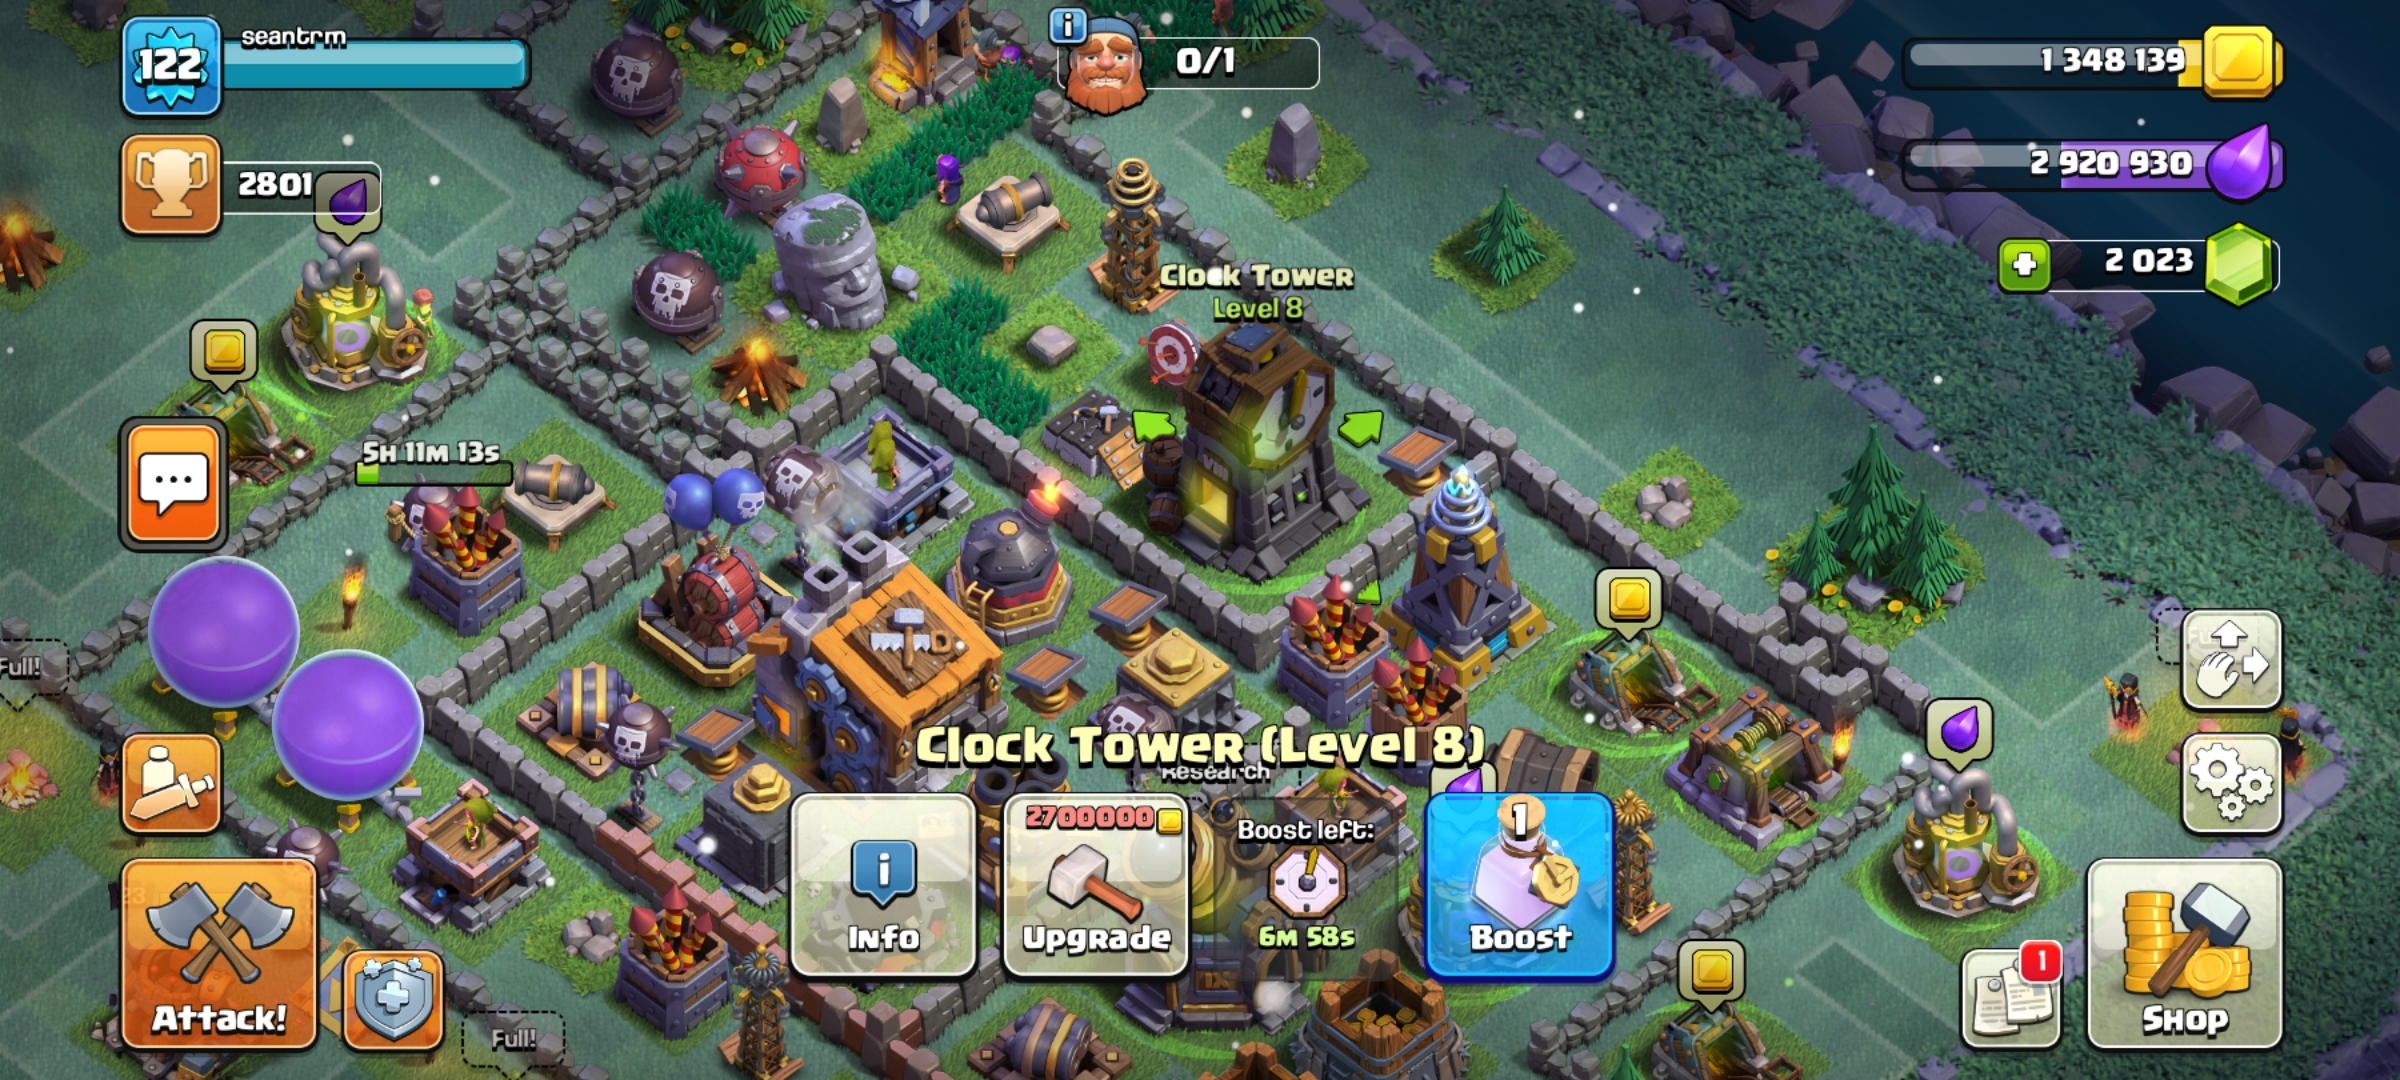 122
seantrm
0/1
1 348 139
2801
2 920 930
2 023
Clock Tower
Level 8
5H 11M 13s
Full!
Clock Tower (Level 8)
Research
2700000
Info
Upgrade
Boost left:
6M 58s
1
Boost
Attack!
Full!
1
Shop